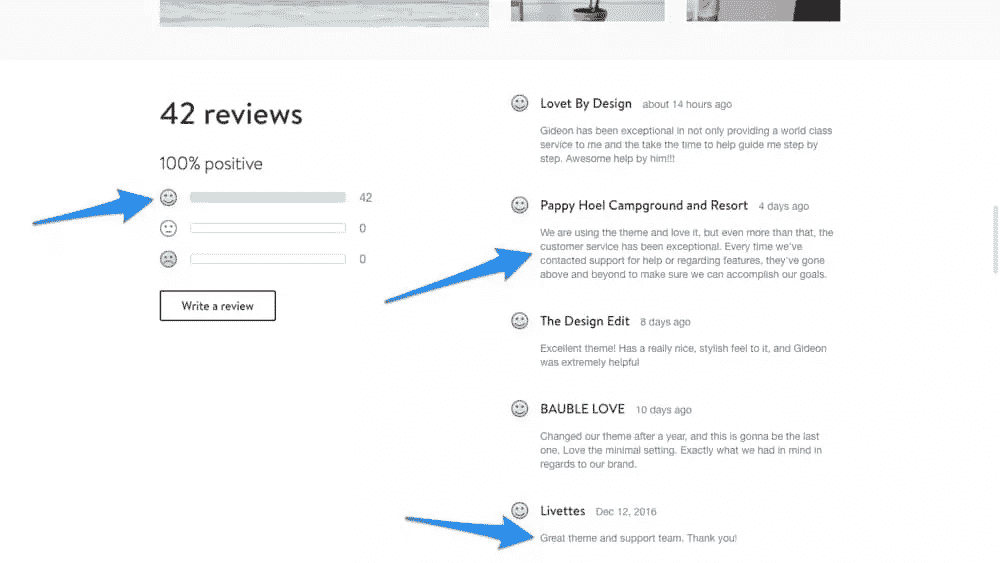 42 reviews
100% positive
42
0
0
Write a review
Lovet By Design about 14 hours ago
Gideon has been exceptional in not only providing a world class
service to me and the take the time to help guide me step by
step. Awesome help by him!!!
Pappy Hoel Campground and Resort 4 days ago
We are using the theme and love it, but even more than that, the
customer service has been exceptional. Every time we've
contacted support for help or regarding features, they've gone
above and beyond to make sure we can accomplish our goals.
The Design Edit 8 days ago
Excellent theme! Has a really nice, stylish feel to it, and Gideon
was extremely helpful
BAUBLE LOVE 10 days ago
Changed our theme after a year, and this is gonna be the last
one. Love the minimal setting. Exactly what we had in mind in
regards to our brand.
Livettes Dec 12, 2016
Great theme and support team. Thank you!